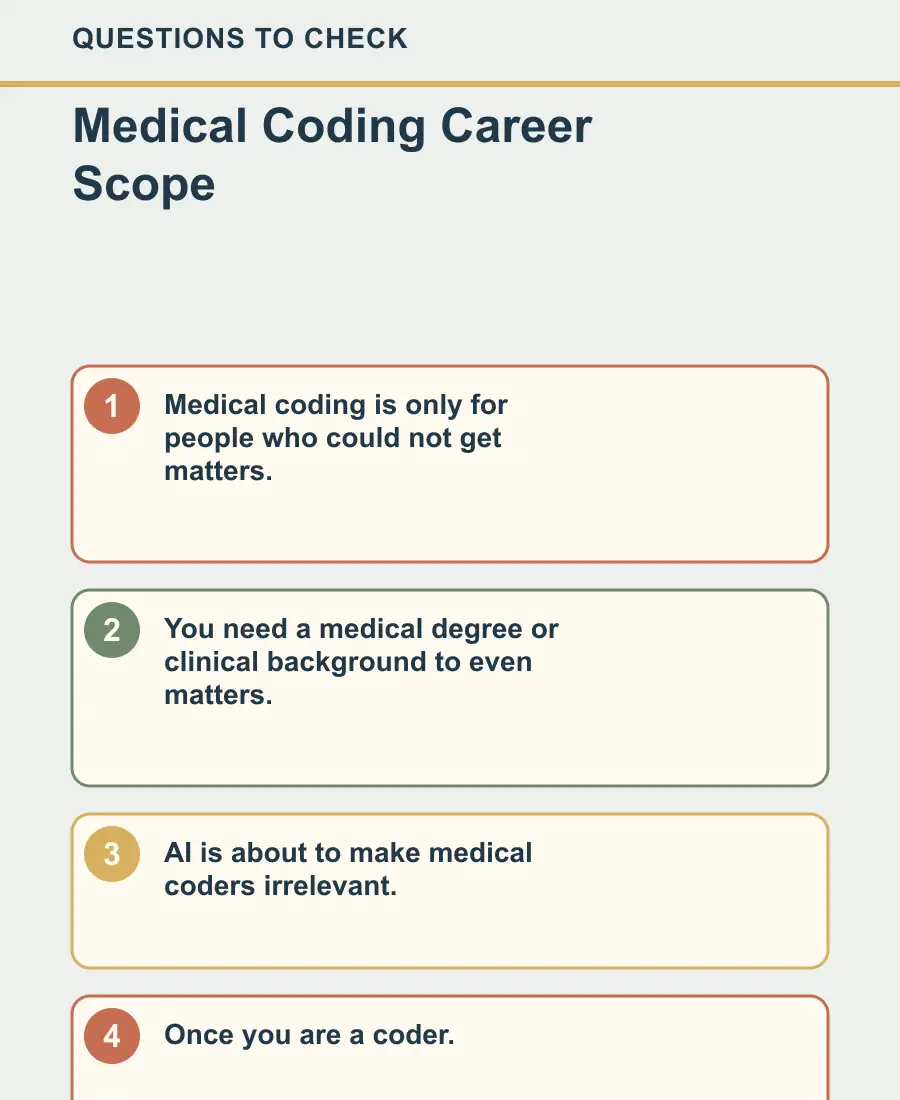 QUESTIONS TO CHECK
Medical Coding Career
Scope
1
Medical coding is only for
people who could not get
matters.
2
You need a medical degree or
clinical background to even
matters.
3
AI is about to make medical
coders irrelevant.
4
Once you are a coder.